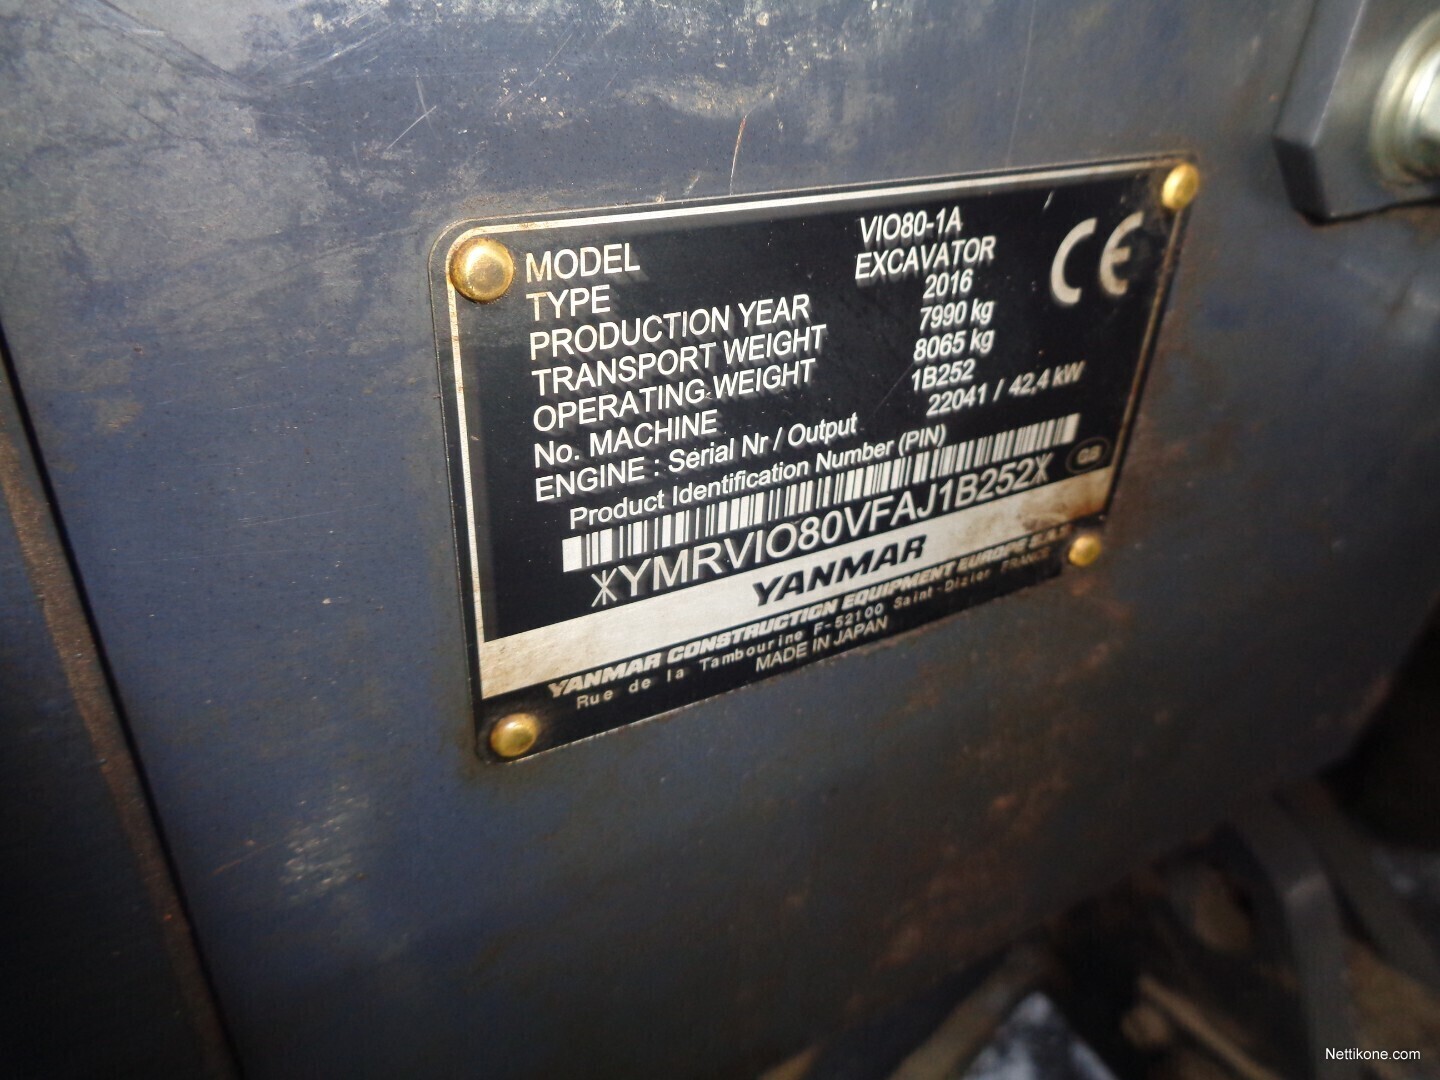 MODEL VIO80-1A
TYPE EXCAVATOR
PRODUCTION YEAR 2016
TRANSPORT WEIGHT 7990 kg
OPERATING WEIGHT 8065 kg
No. MACHINE 1B252
ENGINE : Serial Nr / Output 22041 / 42,4 kW
CE
Product Identification Number (PIN)
GB
YMRVIO80VFAJ1B252
YANMAR
YANMAR CONSTRUCTION EQUIPMENT EUROPE S.A.S
Rue de la Tambourine F-52100 Saint-Dizier FRANCE
MADE IN JAPAN
Nettikone.com